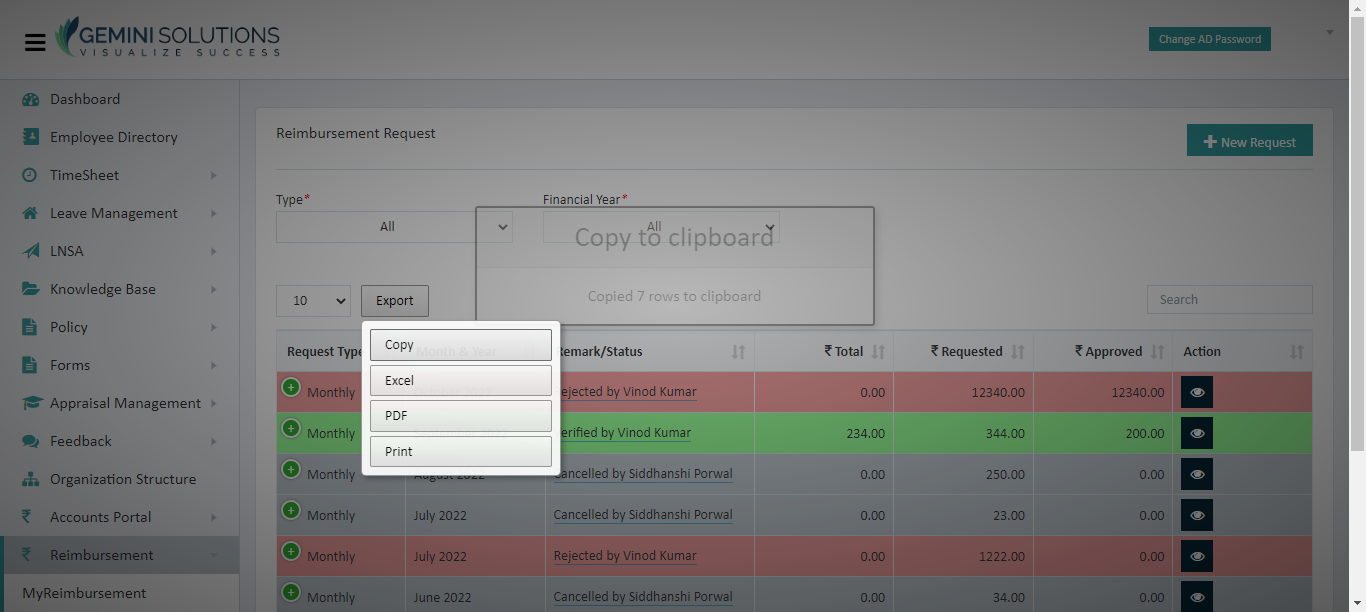 GEMINI SOLUTIONS
VISUALIZE SUCCESS
Change AD Password
Dashboard
Employee Directory
TimeSheet
Leave Management
LNSA
Knowledge Base
Policy
Forms
Appraisal Management
Feedback
Organization Structure
Accounts Portal
₹ Reimbursement
MyReimbursement
Reimbursement Request
New Request
Type*
Financial Year*
All
All
Copy to clipboard
Copied 7 rows to clipboard
10
Export
Search
Copy
Excel
PDF
Print
Request Type Month & Year Remark/Status ₹ Total ₹ Requested ₹ Approved Action
Monthly Rejected by Vinod Kumar 0.00 12340.00 12340.00
Monthly Verified by Vinod Kumar 234.00 344.00 200.00
Monthly August 2022 Cancelled by Siddhanshi Porwal 0.00 250.00 0.00
Monthly July 2022 Cancelled by Siddhanshi Porwal 0.00 23.00 0.00
Monthly July 2022 Rejected by Vinod Kumar 0.00 1222.00 0.00
Monthly June 2022 Cancelled by Siddhanshi Porwal 0.00 34.00 0.00